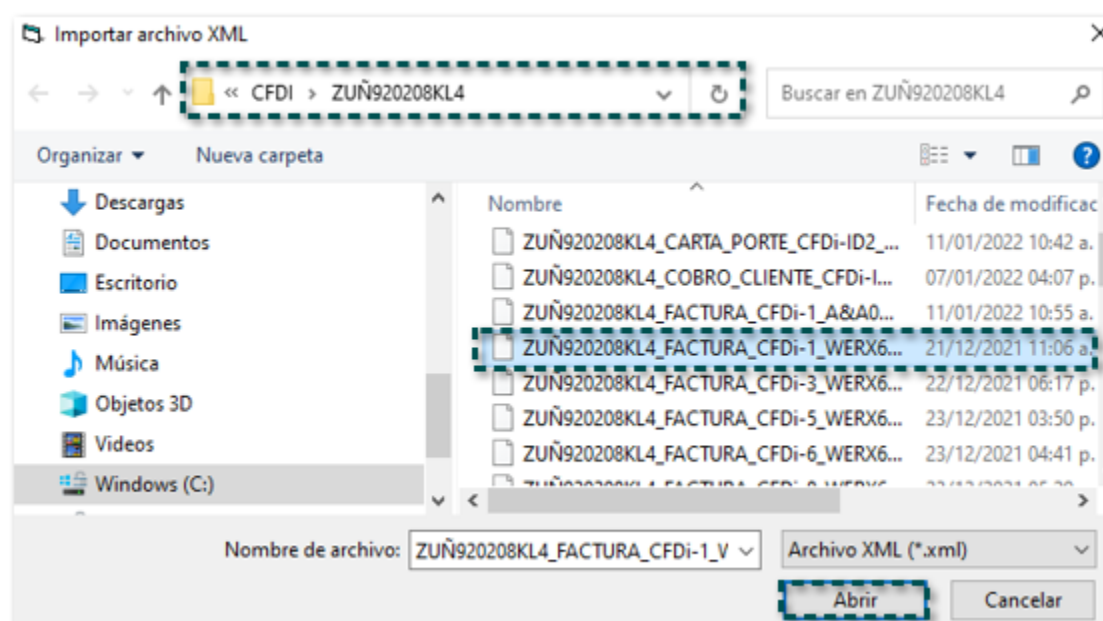 Importar archivo XML
« CFDI › ZUÑ920208KL4
Buscar en ZUÑ920208KL4
Organizar
Nueva carpeta
Descargas
Documentos
Escritorio
Imágenes
Música
Objetos 3D
Videos
Windows (C:)
Nombre Fecha de modificac
ZUÑ920208KL4_CARTA_PORTE_CFDi-ID2_... 11/01/2022 10:42 a.
ZUÑ920208KL4_COBRO_CLIENTE_CFDi-I... 07/01/2022 04:07 p.
ZUÑ920208KL4_FACTURA_CFDi-1_A&A0... 11/01/2022 10:55 a.
ZUÑ920208KL4_FACTURA_CFDi-1_WERX6... 21/12/2021 11:06 a.
ZUÑ920208KL4_FACTURA_CFDi-3_WERX6... 22/12/2021 06:17 p.
ZUÑ920208KL4_FACTURA_CFDi-5_WERX6... 23/12/2021 03:50 p.
ZUÑ920208KL4_FACTURA_CFDi-6_WERX6... 23/12/2021 04:41 p.
Nombre de archivo: ZUÑ920208KL4_FACTURA_CFDi-1_V
Archivo XML (*.xml)
Abrir
Cancelar